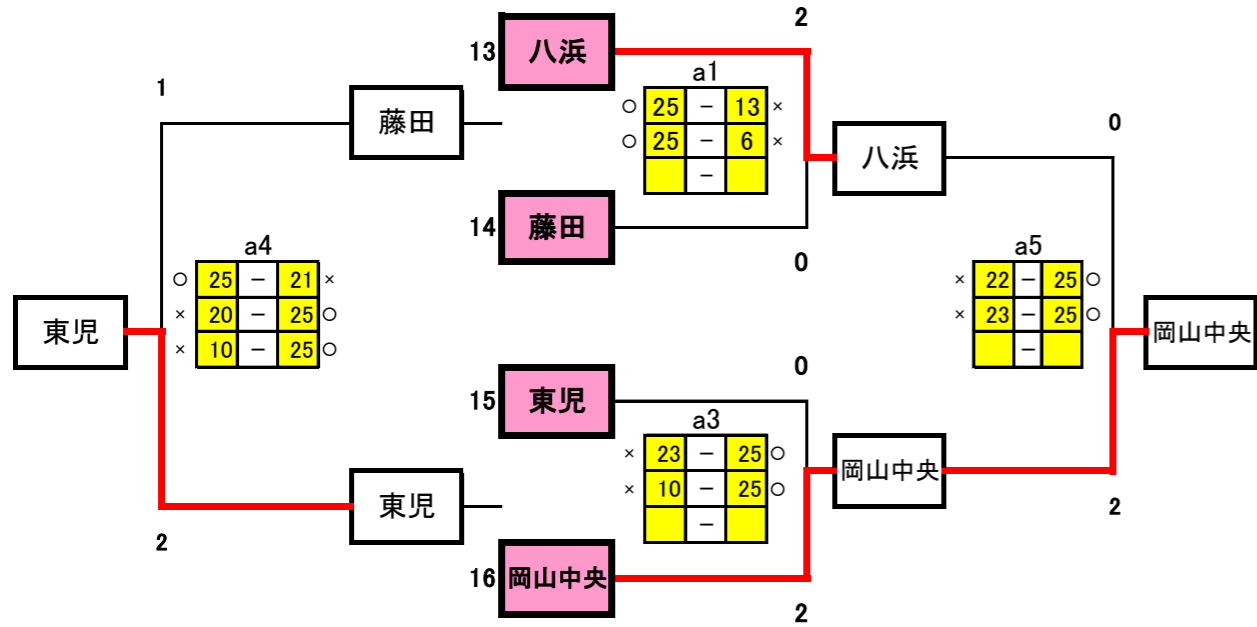 2
13 八浜
a1
1
藤田
○ 25 － 13 ×
0
○ 25 － 6 ×
八浜
－
14 藤田
a4
a5
0
○ 25 － 21 ×
× 22 － 25 ○
× 20 － 25 ○
× 23 － 25 ○
東児
岡山中央
× 10 － 25 ○
－
0
15 東児
a3
× 23 － 25 ○
岡山中央
× 10 － 25 ○
東児
2
－
2
16 岡山中央
2